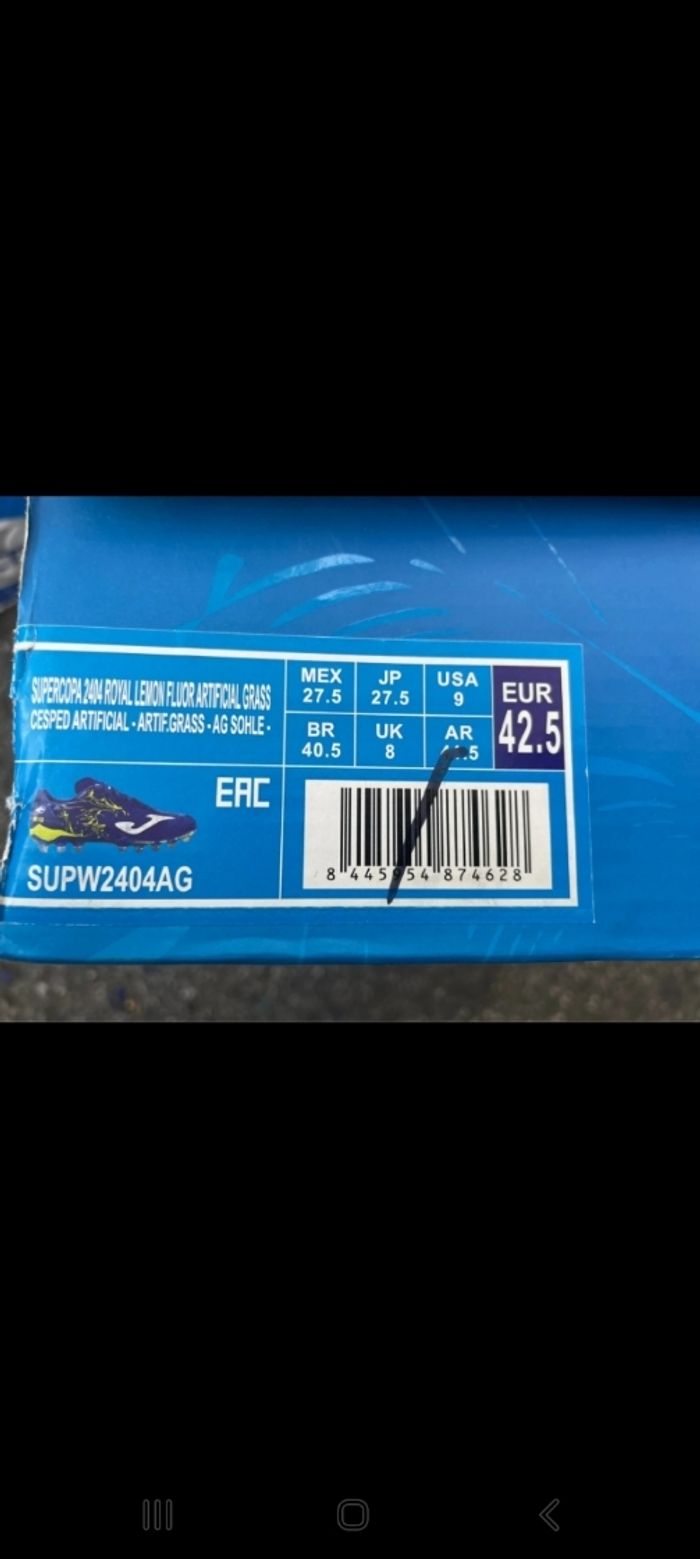 SUPERCOPA 2404 ROYAL LEMON FLUOR ARTIFICIAL GRASS
CESPED ARTIFICIAL - ARTIF.GRASS - AG SOHLE -
MEX
27.5
JP
27.5
USA
9
EUR
42.5
BR
40.5
UK
8
AR
EAC
SUPW2404AG
8 445954 874628